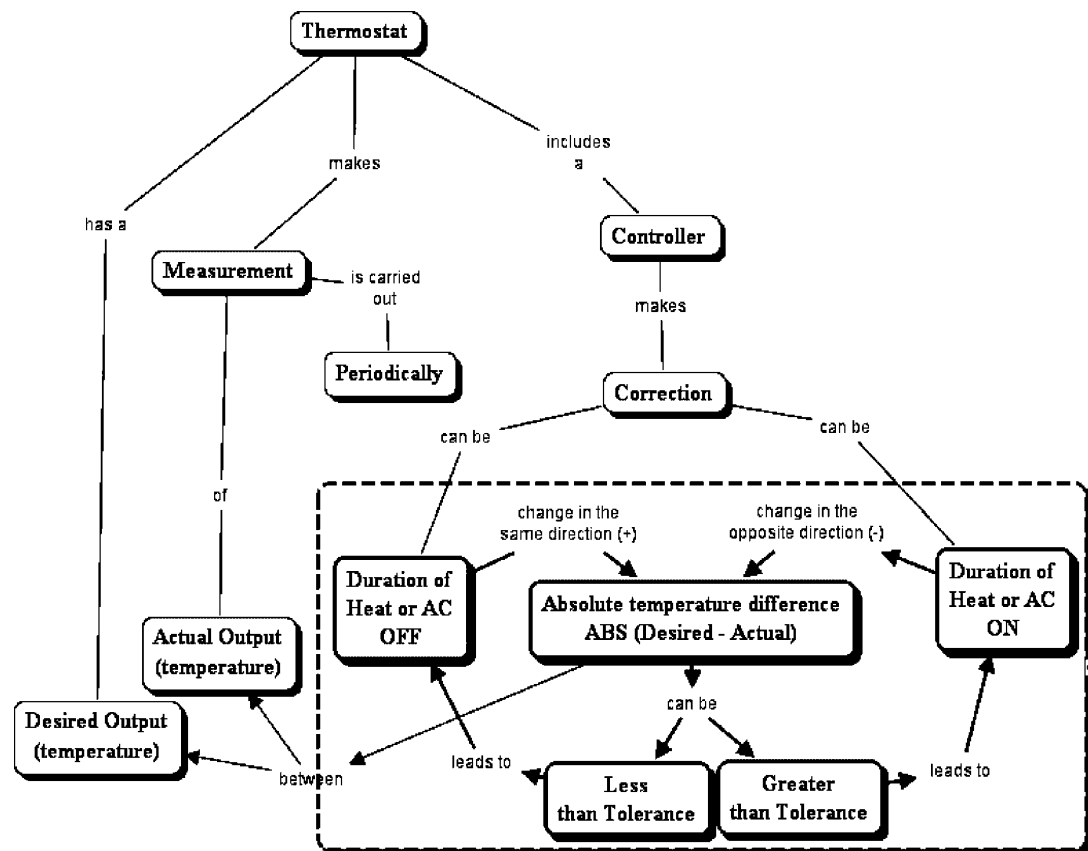 Thermostat
includes
a
makes
has a
Controller
Measurement
is carried
out
makes
Periodically
Correction
can be
can be
of
change in the
same direction (+)
change in the
opposite direction (-)
Duration of
Heat or AC
OFF
Absolute temperature difference
ABS (Desired - Actual)
Duration of
Heat or AC
ON
Actual Output
(temperature)
can be
Desired Output
(temperature)
between
leads to
Less
than Tolerance
Greater
than Tolerance
leads to